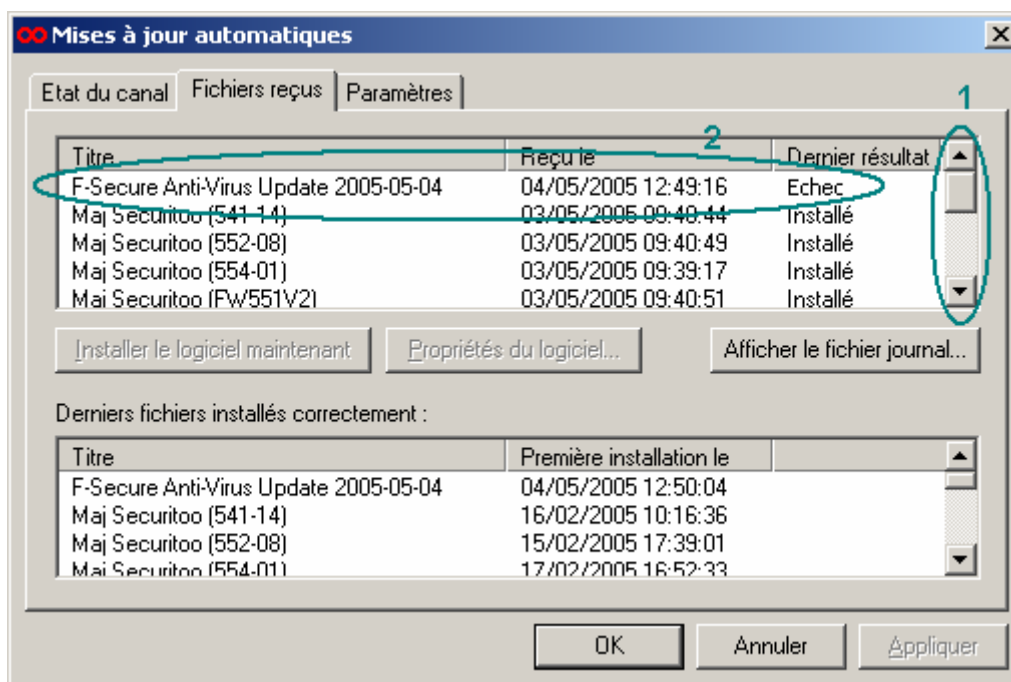 Mises à jour automatiques
Etat du canal Fichiers reçus Paramètres
1
2
Titre Reçu le Dernier résultat
F-Secure Anti-Virus Update 2005-05-04 04/05/2005 12:49:16 Echec
Maj Securitoo (541-14) 03/05/2005 09:40:44 Installé
Maj Securitoo (552-08) 03/05/2005 09:40:49 Installé
Maj Securitoo (554-01) 03/05/2005 09:39:17 Installé
Maj Securitoo (FW551V2) 03/05/2005 09:40:51 Installé
Installer le logiciel maintenant Propriétés du logiciel... Afficher le fichier journal...
Derniers fichiers installés correctement :
Titre Première installation le
F-Secure Anti-Virus Update 2005-05-04 04/05/2005 12:50:04
Maj Securitoo (541-14) 16/02/2005 10:16:36
Maj Securitoo (552-08) 15/02/2005 17:39:01
Maj Securitoo (554-01) 17/02/2005 16:52:33
OK Annuler Appliquer